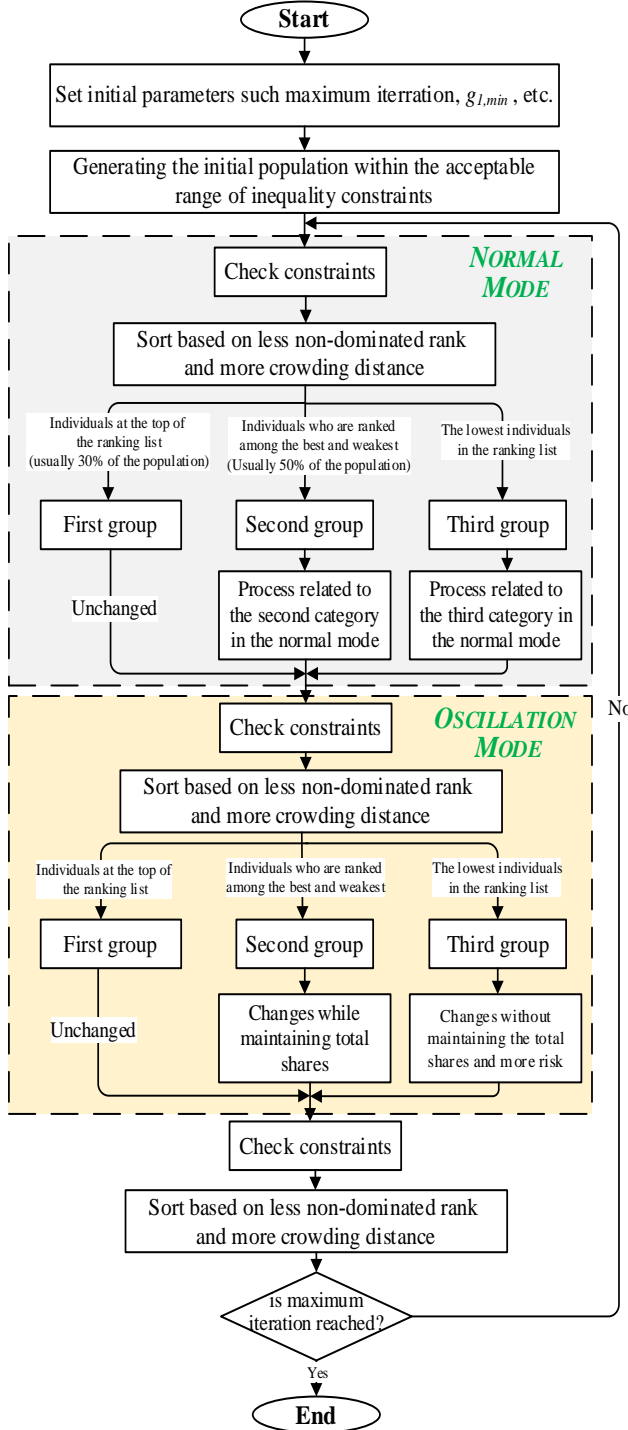 Start
Set initial parameters such maximum iterration, g1,min , etc.
Generating the initial population within the acceptable
range of inequality constraints
NORMAL
MODE
Check constraints
Sort based on less non-dominated rank
and more crowding distance
Individuals at the top of
the ranking list
(usually 30% of the population)
Individuals who are ranked
among the best and weakest
(Usually 50% of the population)
The lowest individuals
in the ranking list
First group
Second group
Third group
Unchanged
Process related to
the second category
in the normal mode
Process related to
the third category in
the normal mode
OSCILLATION
MODE
Check constraints
No
Sort based on less non-dominated rank
and more crowding distance
Individuals at the top of
the ranking list
Individuals who are ranked
among the best and weakest
The lowest individuals
in the ranking list
First group
Second group
Third group
Unchanged
Changes while
maintaining total
shares
Changes without
maintaining the total
shares and more risk
Check constraints
Sort based on less non-dominated rank
and more crowding distance
is maximum
iteration reached?
Yes
End